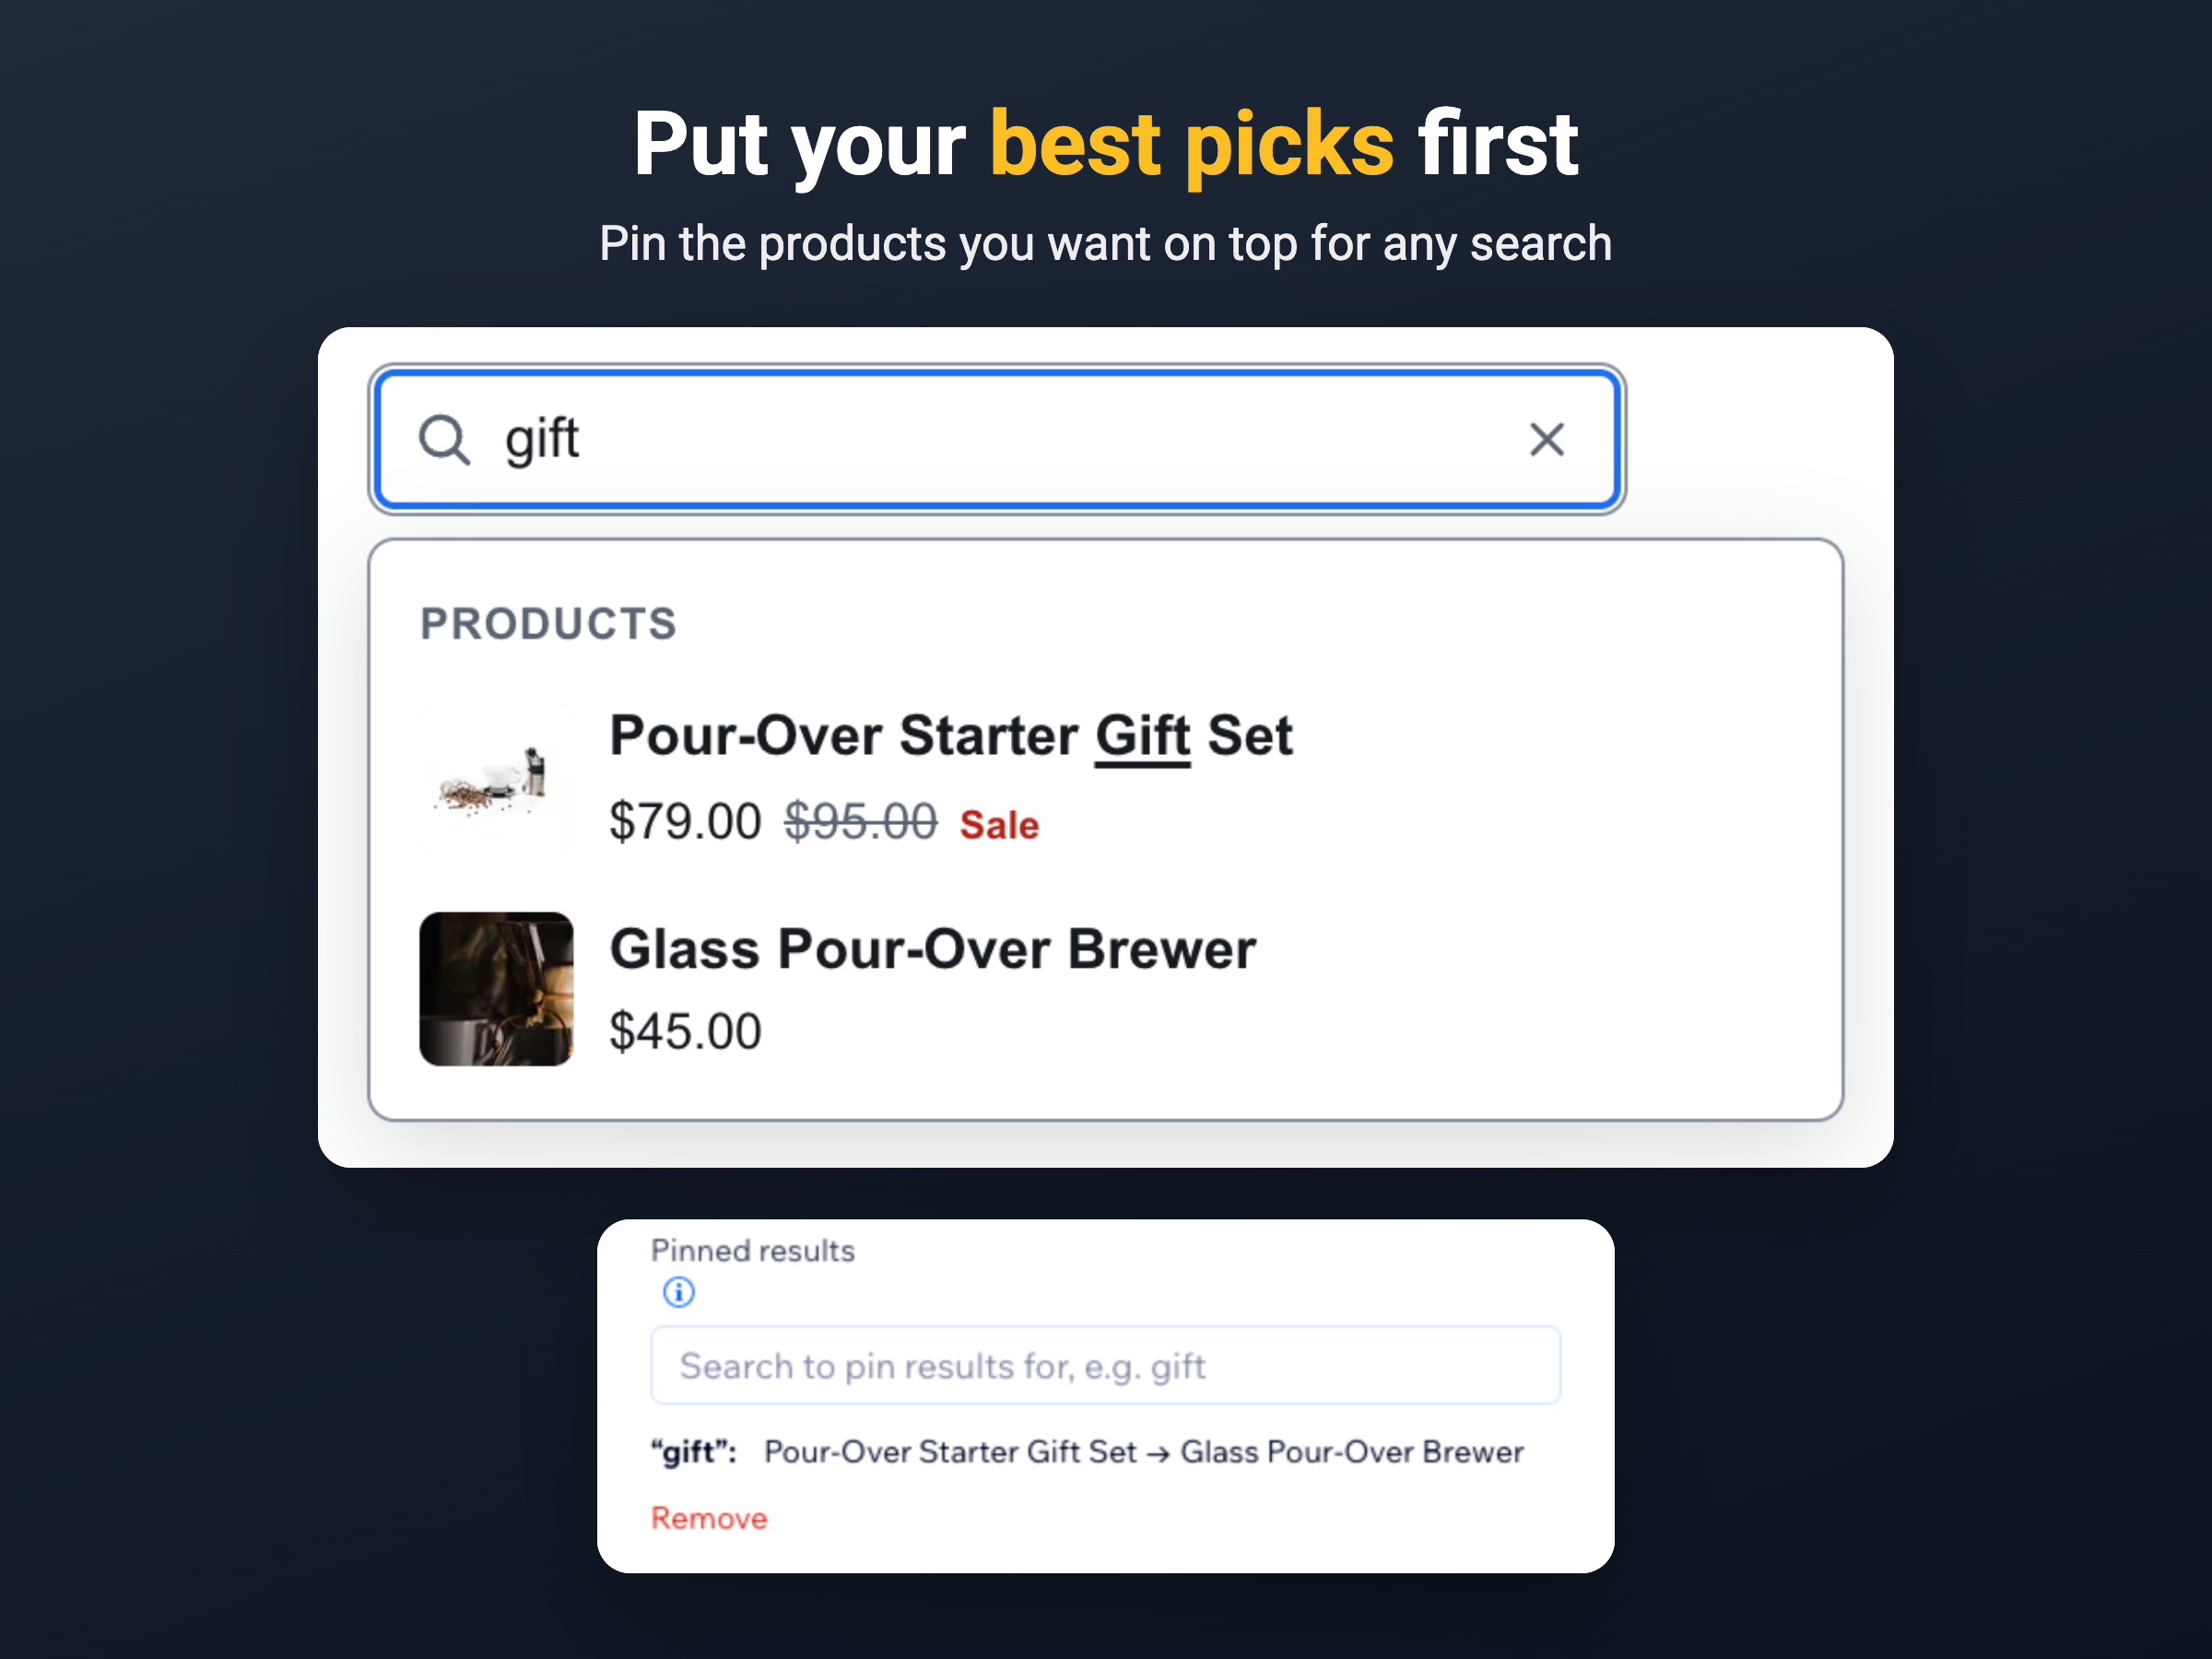 Put your best picks first
Pin the products you want on top for any search
gift
PRODUCTS
Pour-Over Starter Gift Set
$79.00 $95.00 Sale
Glass Pour-Over Brewer
$45.00
Pinned results
Search to pin results for, e.g. gift
“gift”: Pour-Over Starter Gift Set → Glass Pour-Over Brewer
Remove